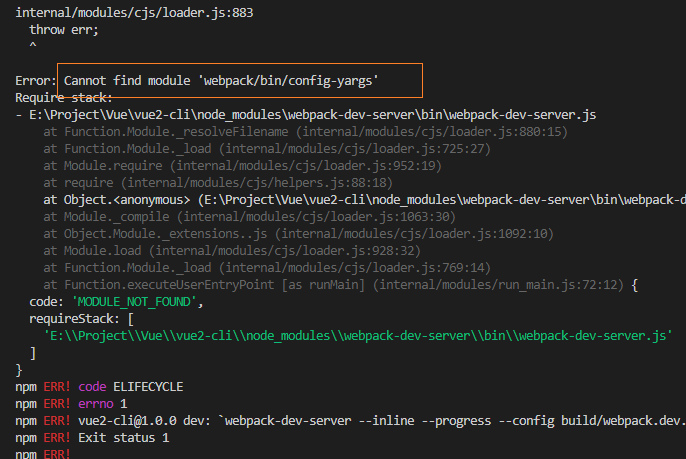 internal/modules/cjs/loader.js:883
throw err;
^
Error: Cannot find module 'webpack/bin/config-yargs'
Require stack:
- E:\Project\Vue\vue2-cli\node_modules\webpack-dev-server\bin\webpack-dev-server.js
at Function.Module._resolveFilename (internal/modules/cjs/loader.js:880:15)
at Function.Module._load (internal/modules/cjs/loader.js:725:27)
at Module.require (internal/modules/cjs/loader.js:952:19)
at require (internal/modules/cjs/helpers.js:88:18)
at Object.<anonymous> (E:\Project\Vue\vue2-cli\node_modules\webpack-dev-server\bin\webpack-d
at Module._compile (internal/modules/cjs/loader.js:1063:30)
at Object.Module._extensions..js (internal/modules/cjs/loader.js:1092:10)
at Module.load (internal/modules/cjs/loader.js:928:32)
at Function.Module._load (internal/modules/cjs/loader.js:769:14)
at Function.executeUserEntryPoint [as runMain] (internal/modules/run_main.js:72:12) {
code: 'MODULE_NOT_FOUND',
requireStack: [
'E:\\Project\\Vue\\vue2-cli\\node_modules\\webpack-dev-server\\bin\\webpack-dev-server.js'
]
}
npm ERR! code ELIFECYCLE
npm ERR! errno 1
npm ERR! vue2-cli@1.0.0 dev: `webpack-dev-server --inline --progress --config build/webpack.dev.
npm ERR! Exit status 1
npm ERR!